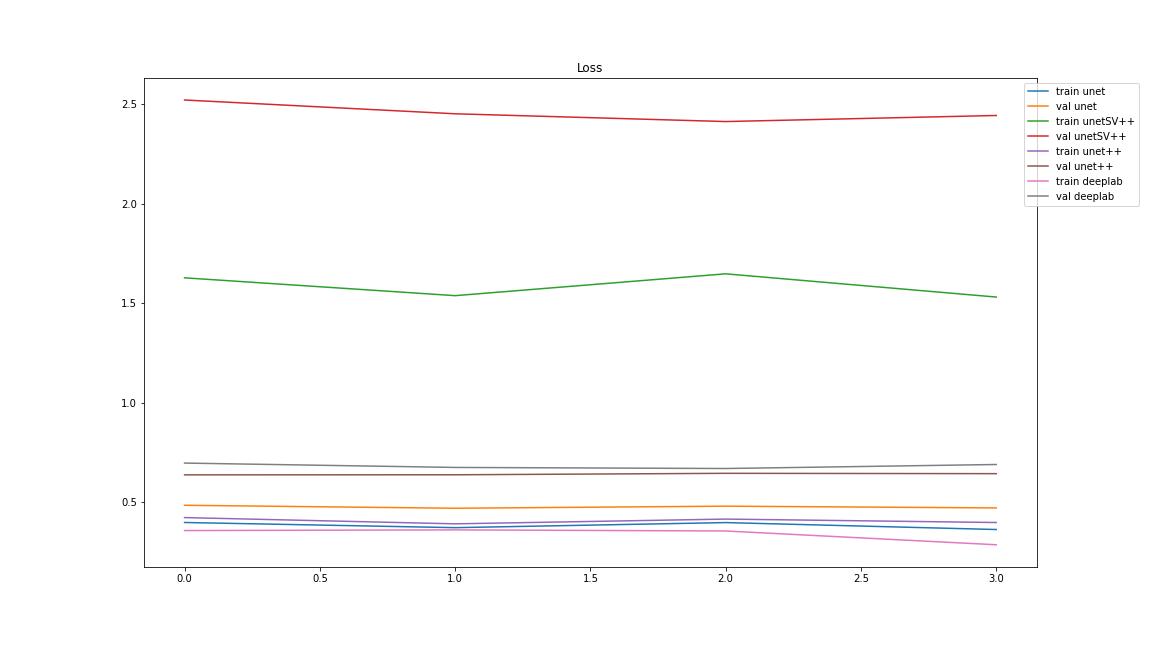 Loss
2.5
2.0
1.5
1.0
0.5
0.0
0.5
1.0
1.5
2.0
2.5
3.0
train unet
val unet
train unetSV++
val unetSV++
train unet++
val unet++
train deeplab
val deeplab